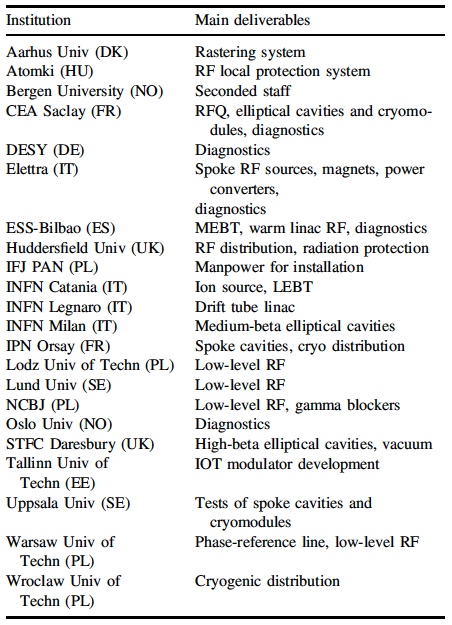 Institution Main deliverables
Aarhus Univ (DK) Rastering system
Atomki (HU) RF local protection system
Bergen University (NO) Seconded staff
CEA Saclay (FR) RFQ, elliptical cavities and cryomo-
dules, diagnostics
DESY (DE) Diagnostics
Elettra (IT) Spoke RF sources, magnets, power
converters,
diagnostics
ESS-Bilbao (ES) MEBT, warm linac RF, diagnostics
Huddersfield Univ (UK) RF distribution, radiation protection
IFJ PAN (PL) Manpower for installation
INFN Catania (IT) Ion source, LEBT
INFN Legnaro (IT) Drift tube linac
INFN Milan (IT) Medium-beta elliptical cavities
IPN Orsay (FR) Spoke cavities, cryo distribution
Lodz Univ of Techn (PL) Low-level RF
Lund Univ (SE) Low-level RF
NCBJ (PL) Low-level RF, gamma blockers
Oslo Univ (NO) Diagnostics
STFC Daresbury (UK) High-beta elliptical cavities, vacuum
Tallinn Univ of IOT modulator development
Techn (EE)
Uppsala Univ (SE) Tests of spoke cavities and
cryomodules
Warsaw Univ of Phase-reference line, low-level RF
Techn (PL)
Wroclaw Univ of Cryogenic distribution
Techn (PL)